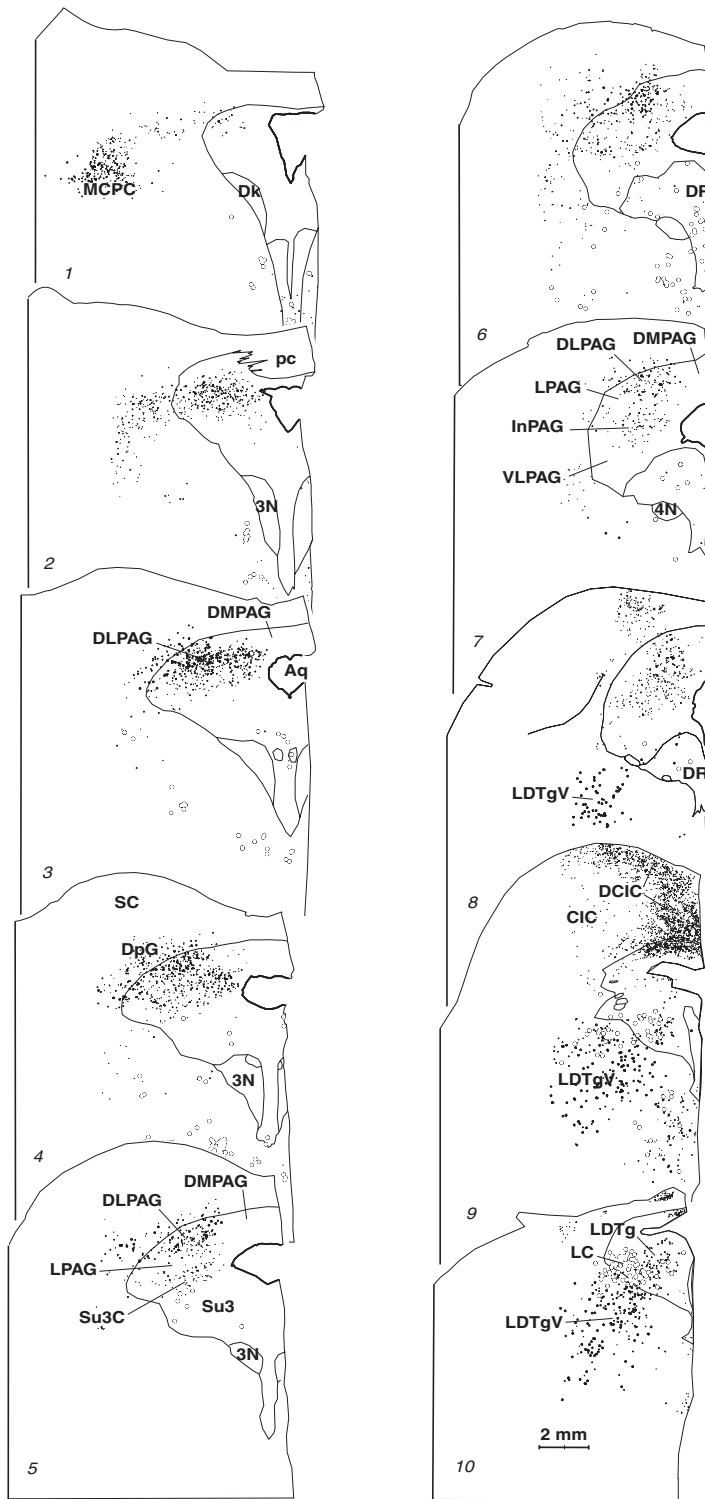 MCPC
Dk
1
pc
3N
2
DMPAG
DLPAG
Aq
3
SC
DpG
3N
4
DMPAG
DLPAG
LPAG
Su3C
Su3
3N
5
6
DMPAG
DLPAG
LPAG
InPAG
VLPAG
4N
7
LDTgV
DR
8
DCIC
CIC
LDTgV
9
LDTg
LC
LDTgV
2 mm
10